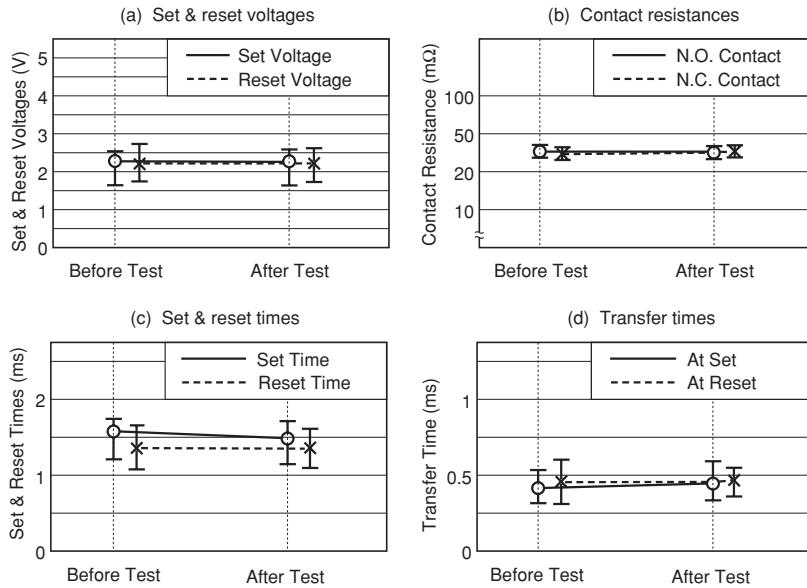 (a) Set & reset voltages
Set & Reset Voltages (V)
5
4
3
2
1
0
Set Voltage
Reset Voltage
Before Test
After Test
(b) Contact resistances
Contact Resistance (mΩ)
100
50
20
10
N.O. Contact
N.C. Contact
Before Test
After Test
(c) Set & reset times
Set & Reset Times (ms)
2
1
0
Set Time
Reset Time
Before Test
After Test
(d) Transfer times
Transfer Time (ms)
1
0.5
0
At Set
At Reset
Before Test
After Test